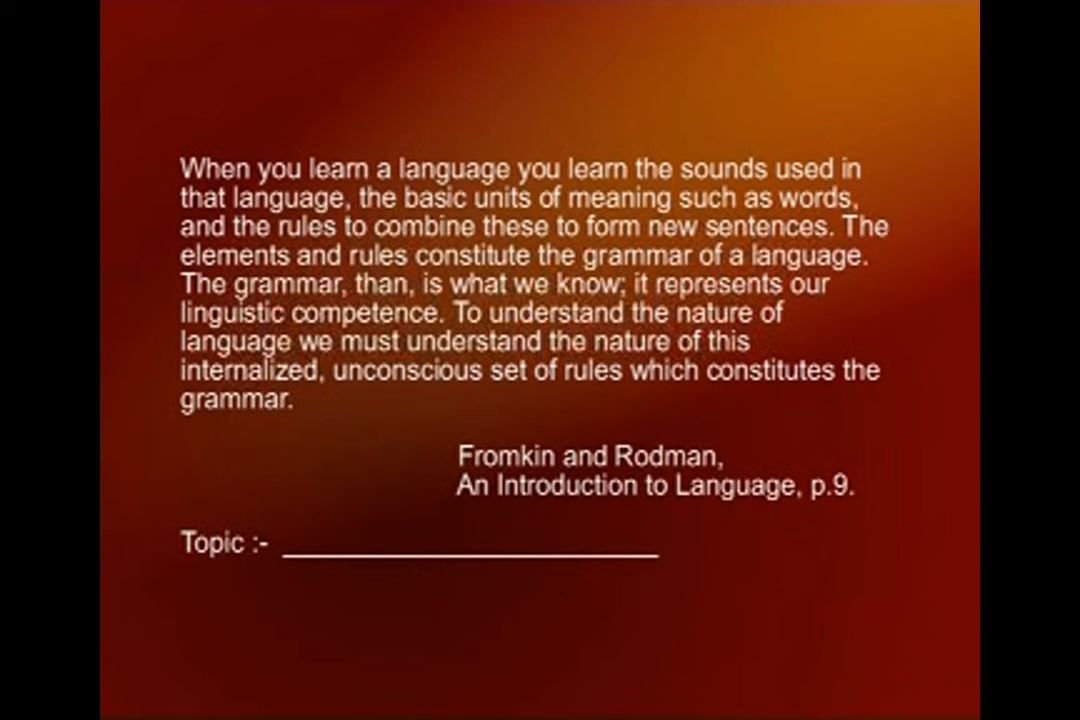 When you learn a language you learn the sounds used in
that language, the basic units of meaning such as words,
and the rules to combine these to form new sentences. The
elements and rules constitute the grammar of a language.
The grammar, than, is what we know; it represents our
linguistic competence. To understand the nature of
language we must understand the nature of this
internalized, unconscious set of rules which constitutes the
grammar.
Fromkin and Rodman,
An Introduction to Language, p.9.
Topic :- ____________________